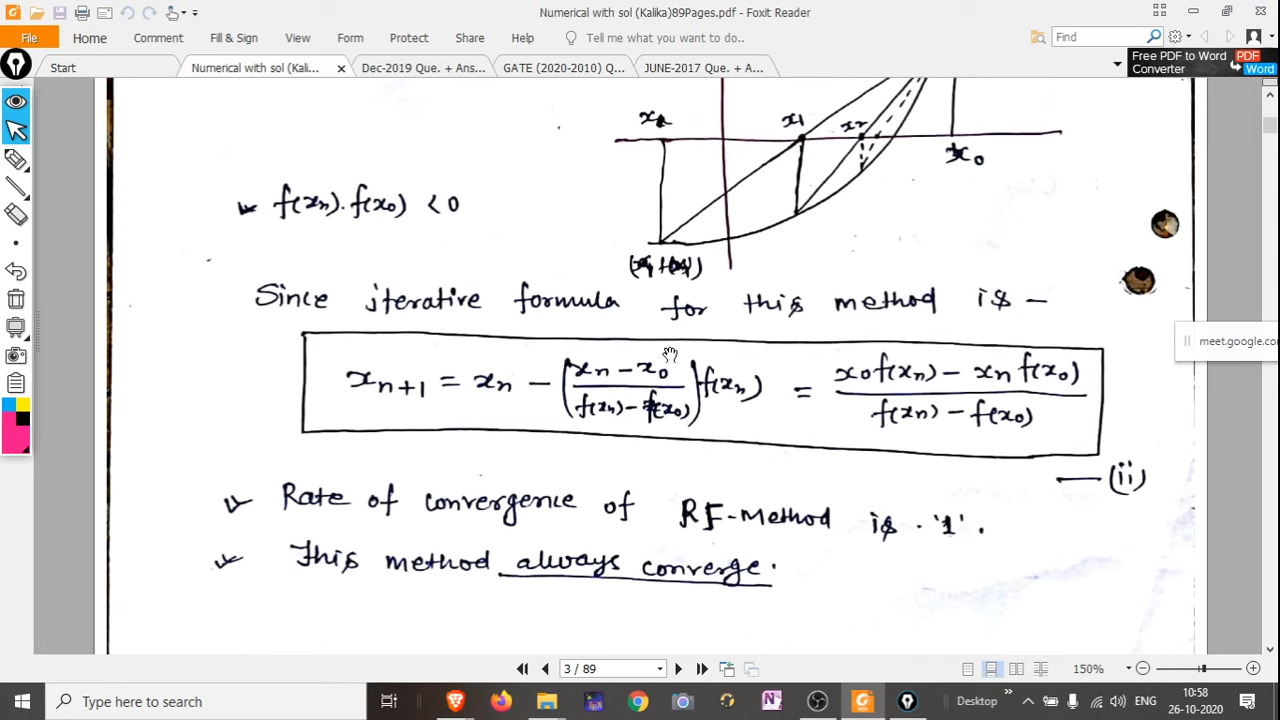 Numerical with sol (Kalika)89Pages.pdf - Foxit Reader
File Home Comment Fill & Sign View Form Protect Share Help Tell me what you want to do.. Find
Start Numerical with sol (Kali... Dec-2019 Que. + Ans... GATE (2020-2010) Q... JUNE-2017 Que. + A...
Free PDF to Word Converter PDF Word
x₁ x₂ x₀
f(xn).f(x₀) < 0
Since iterative formula for this method is —
xn+1 = xn - ((xn - x₀)/(f(xn) - f(x₀))) f(xn) = (x₀f(xn) - xn f(x₀))/(f(xn) - f(x₀))
— (ii)
Rate of convergence of RF-Method is '1'.
This method always converge.
meet.google.com
3 / 89 150%
Type here to search Desktop ENG 10:58
26-10-2020